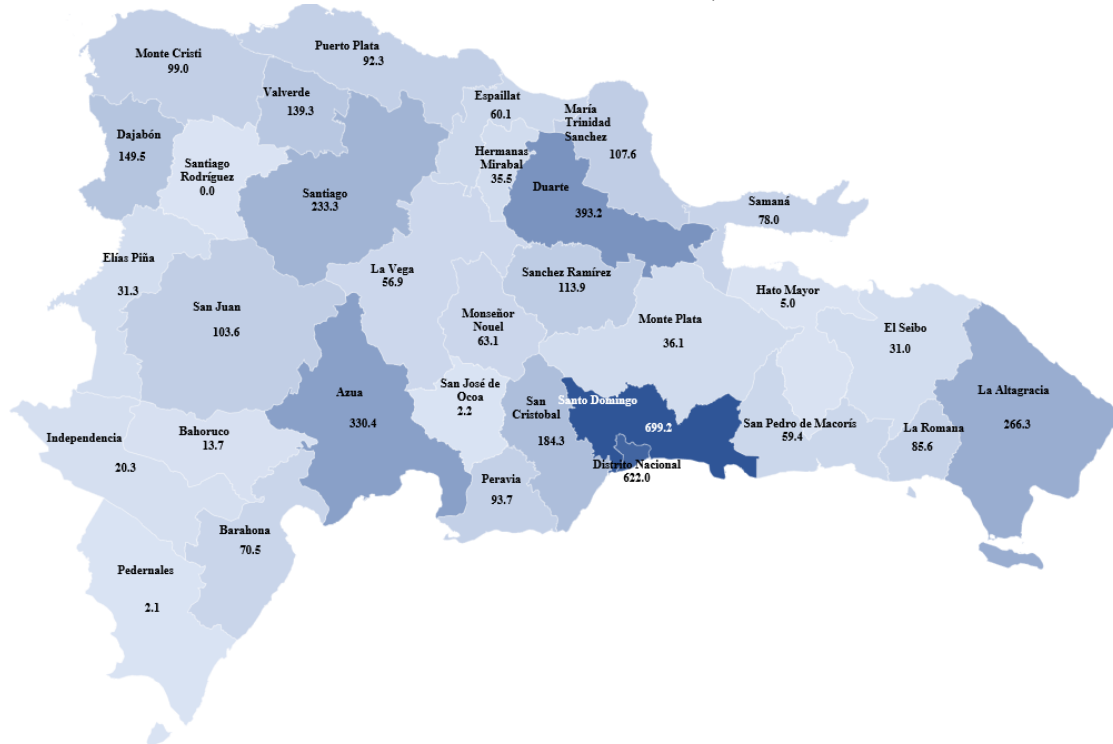 Puerto Plata
92.3
Monte Cristi
99.0
Espaillat
60.1
Valverde
139.3
María
Trinidad
Sanchez
107.6
Dajabón
149.5
Santiago
Rodríguez
0.0
Hermanas
Mirabal
35.5
Santiago
233.3
Duarte
393.2
Samaná
78.0
Elías Piña
31.3
La Vega
56.9
Sanchez Ramírez
113.9
Hato Mayor
5.0
San Juan
103.6
Monseñor
Nouel
63.1
Monte Plata
36.1
El Seibo
31.0
Azua
330.4
San José de
Ocoa
2.2
San
Cristobal
184.3
Santo Domingo
699.2
La Altagracia
266.3
San Pedro de Macorís
59.4
La Romana
85.6
Independencia
20.3
Bahoruco
13.7
Distrito Nacional
622.0
Peravia
93.7
Barahona
70.5
Pedernales
2.1